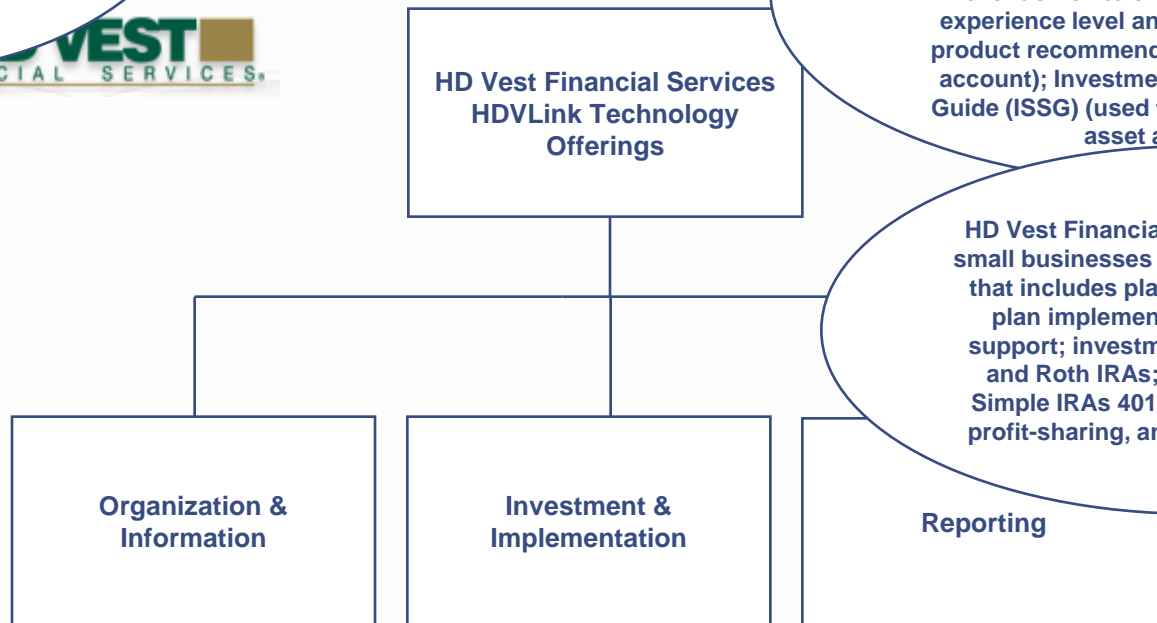 VEST
CIAL SERVICES®
HD Vest Financial Services
HDVLink Technology
Offerings
experience level an
product recommend
account); Investme
Guide (ISSG) (used
asset a
HD Vest Financia
small businesses
that includes pla
plan implemen
support; investm
and Roth IRAs;
Simple IRAs 401
profit-sharing, an
Organization &
Information
Investment &
Implementation
Reporting